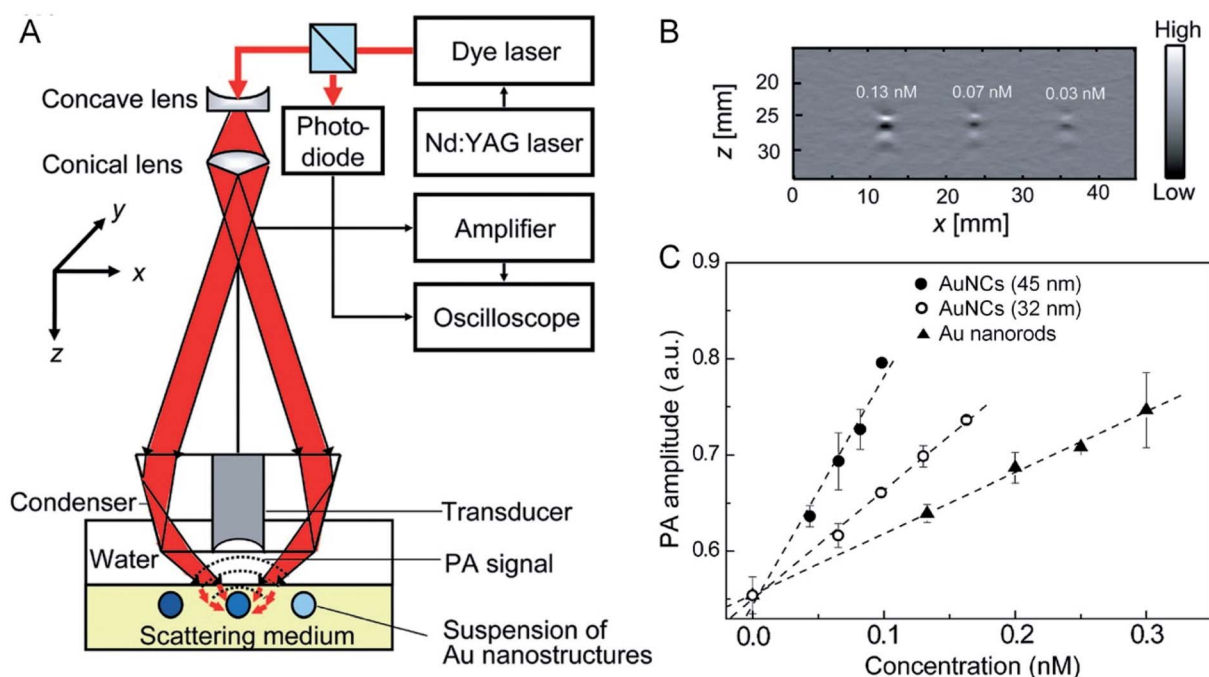 A
Dye laser
Concave lens
Photo-
diode
Nd:YAG laser
Conical lens
Amplifier
y
x
z
Oscilloscope
Condenser
Transducer
Water
PA signal
Scattering medium
Suspension of
Au nanostructures
B
High
Low
0.13 nM
0.07 nM
0.03 nM
z [mm]
20
25
30
0
10
20
30
40
x [mm]
C
AuNCs (45 nm)
AuNCs (32 nm)
Au nanorods
PA amplitude (a.u.)
0.9
0.8
0.7
0.6
0.0
0.1
0.2
0.3
Concentration (nM)